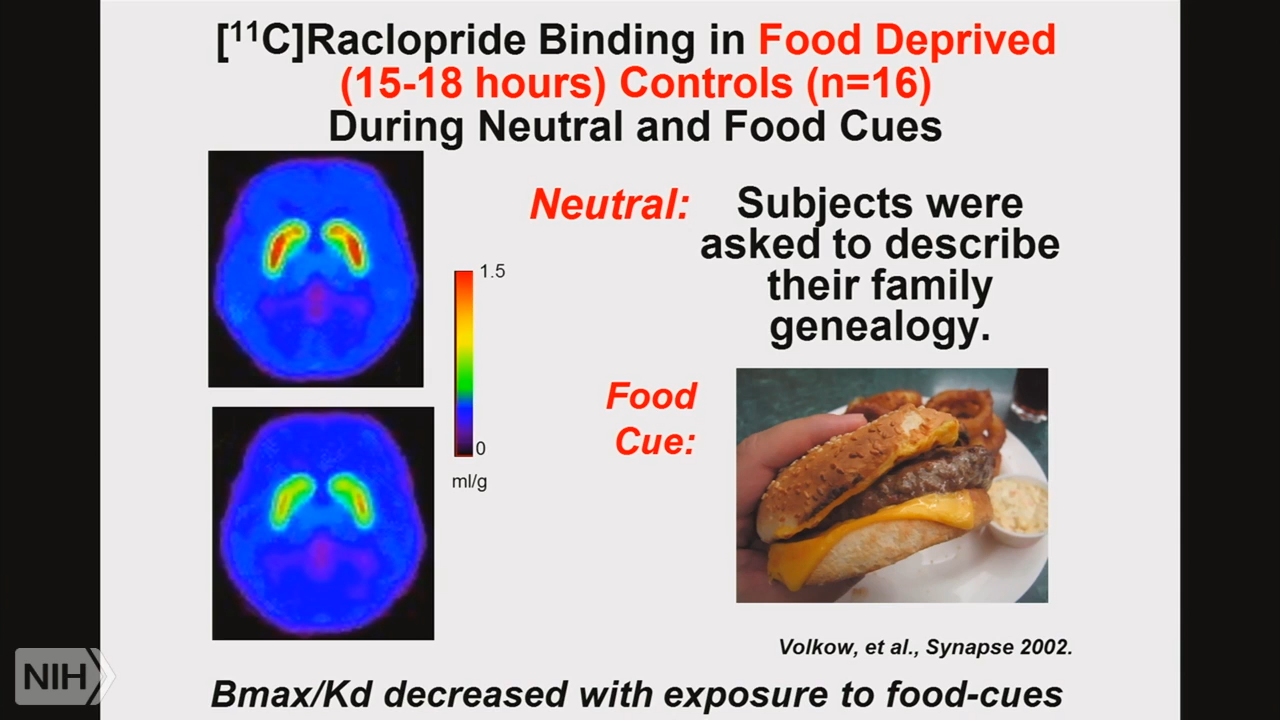 [¹¹C]Raclopride Binding in Food Deprived
(15-18 hours) Controls (n=16)
During Neutral and Food Cues
Neutral:
Subjects were
asked to describe
their family
genealogy.
1.5
0
ml/g
Food
Cue:
Volkow, et al., Synapse 2002.
NIH
Bmax/Kd decreased with exposure to food-cues